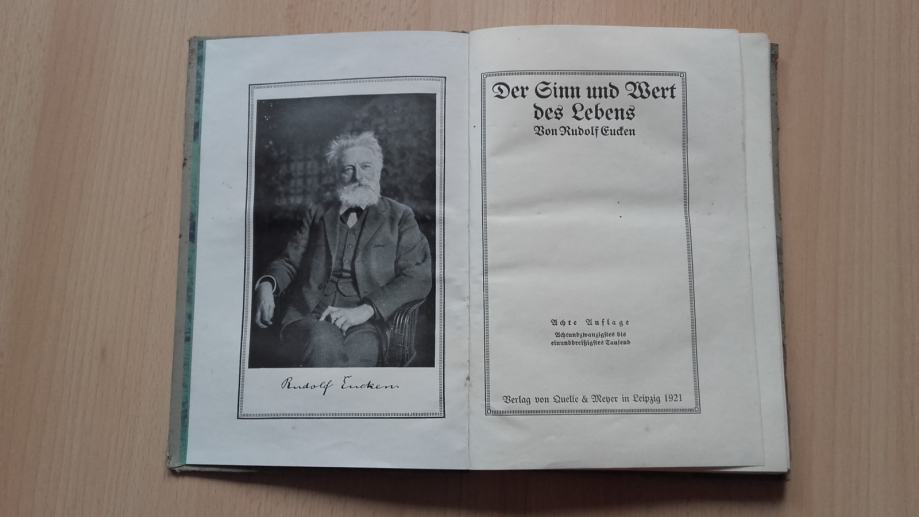 Rudolf Eucken.
Der Sinn und Wert
des Lebens
Von Rudolf Eucken
Achte Auflage
Achtundzwanzigstes bis
einunddreißigstes Tausend
Verlag von Quelle & Meyer in Leipzig 1921